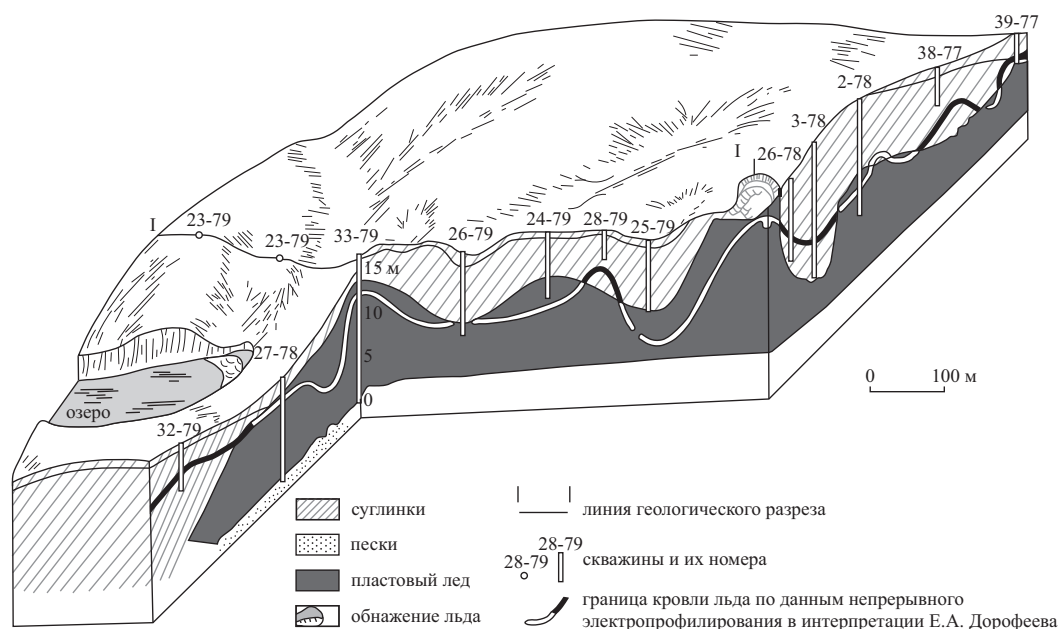 39-77
38-77
2-78
3-78
I
26-78
I
23-79
23-79
33-79
26-79
24-79
28-79
25-79
15 м
10
5
0
27-78
озеро
32-79
0 100 м
суглинки
пески
пластовый лед
обнажение льда
линия геологического разреза
28-79
28-79
скважины и их номера
граница кровли льда по данным непрерывного
электропрофилирования в интерпретации Е.А. Дорофеева